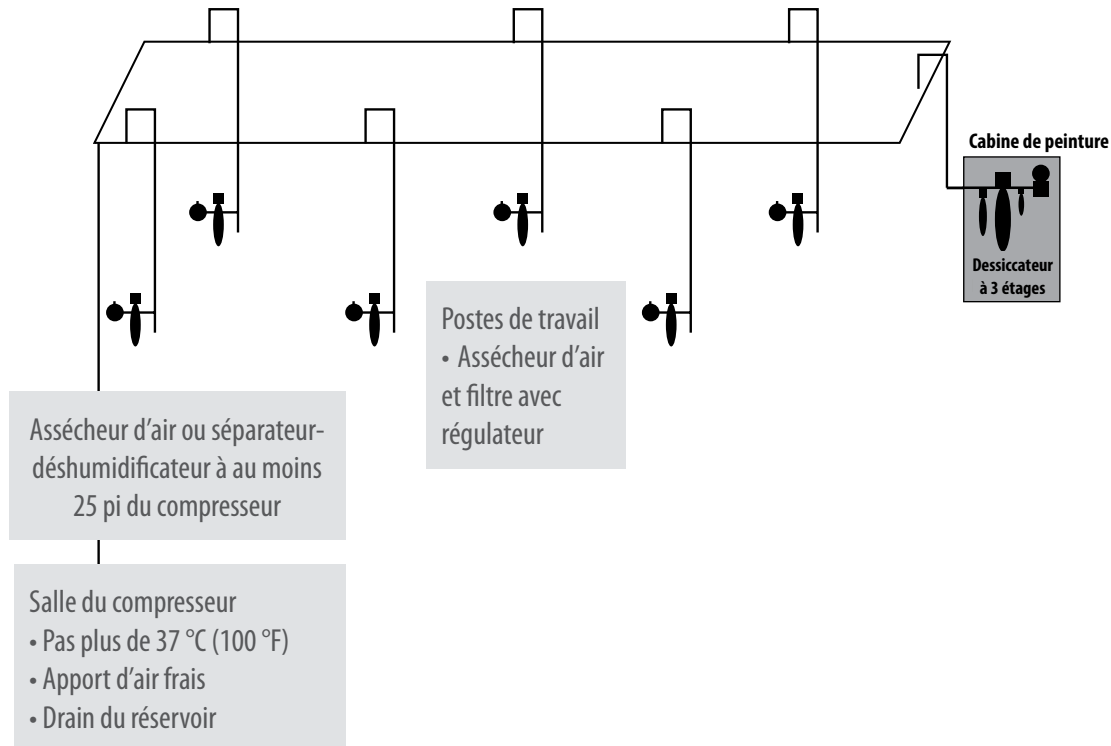 Cabine de peinture
Dessiccateur
à 3 étages
Postes de travail
• Assécheur d’air
et filtre avec
régulateur
Assécheur d’air ou séparateur-
déshumidificateur à au moins
25 pi du compresseur
Salle du compresseur
• Pas plus de 37 °C (100 °F)
• Apport d’air frais
• Drain du réservoir